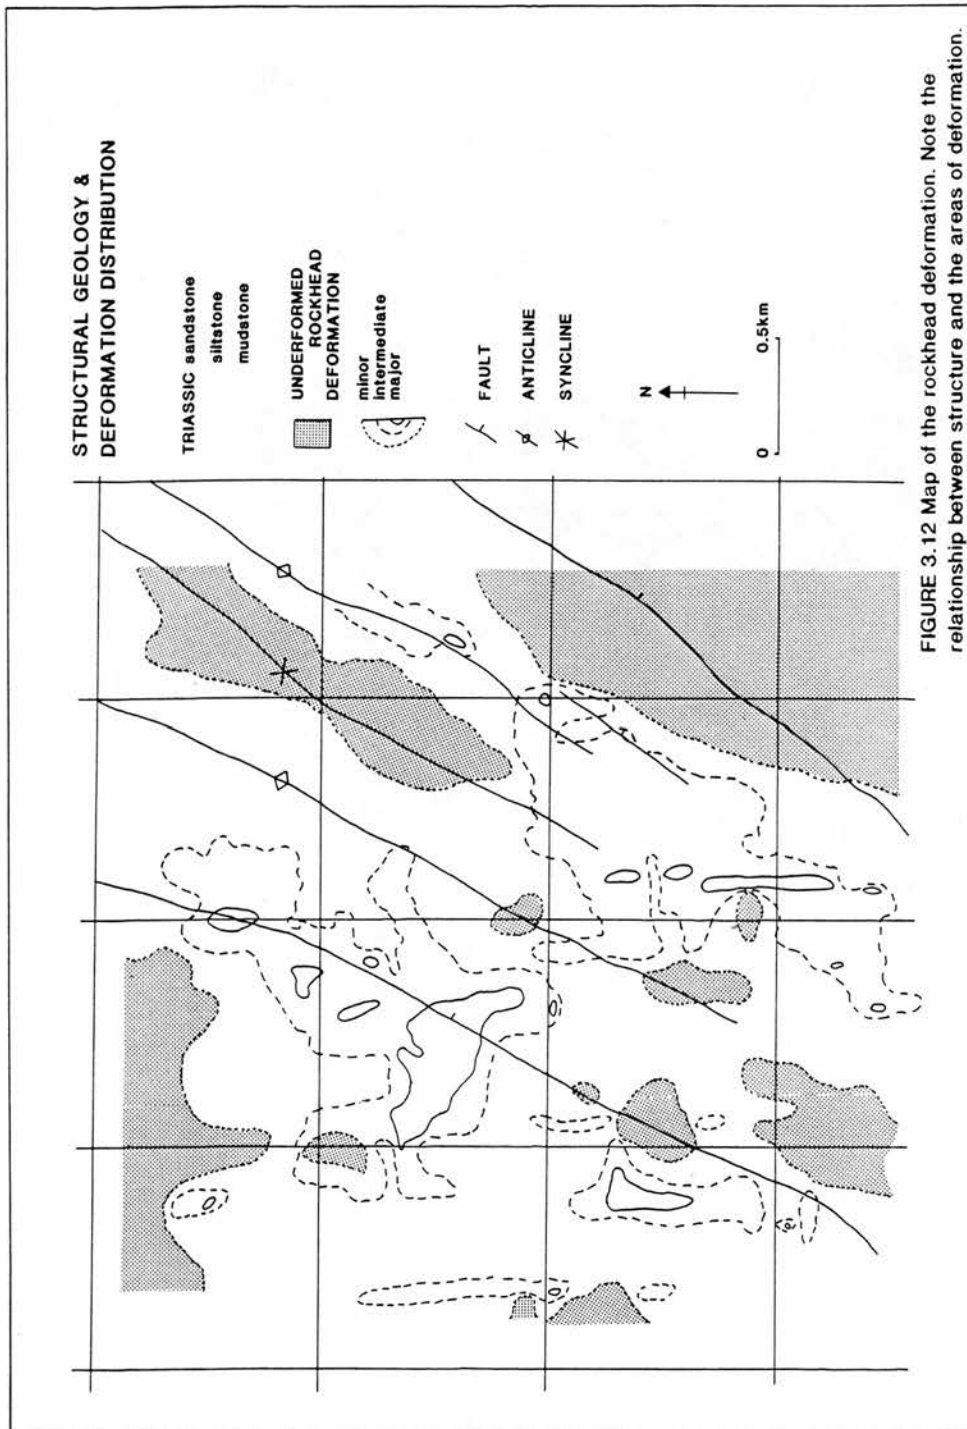 STRUCTURAL GEOLOGY &
DEFORMATION DISTRIBUTION
TRIASSIC sandstone
siltstone
mudstone
UNDERFORMED
ROCKHEAD
DEFORMATION
minor
intermediate
major
FAULT
ANTICLINE
SYNCLINE
N
0 0.5km
FIGURE 3.12 Map of the rockhead deformation. Note the
relationship between structure and the areas of deformation.